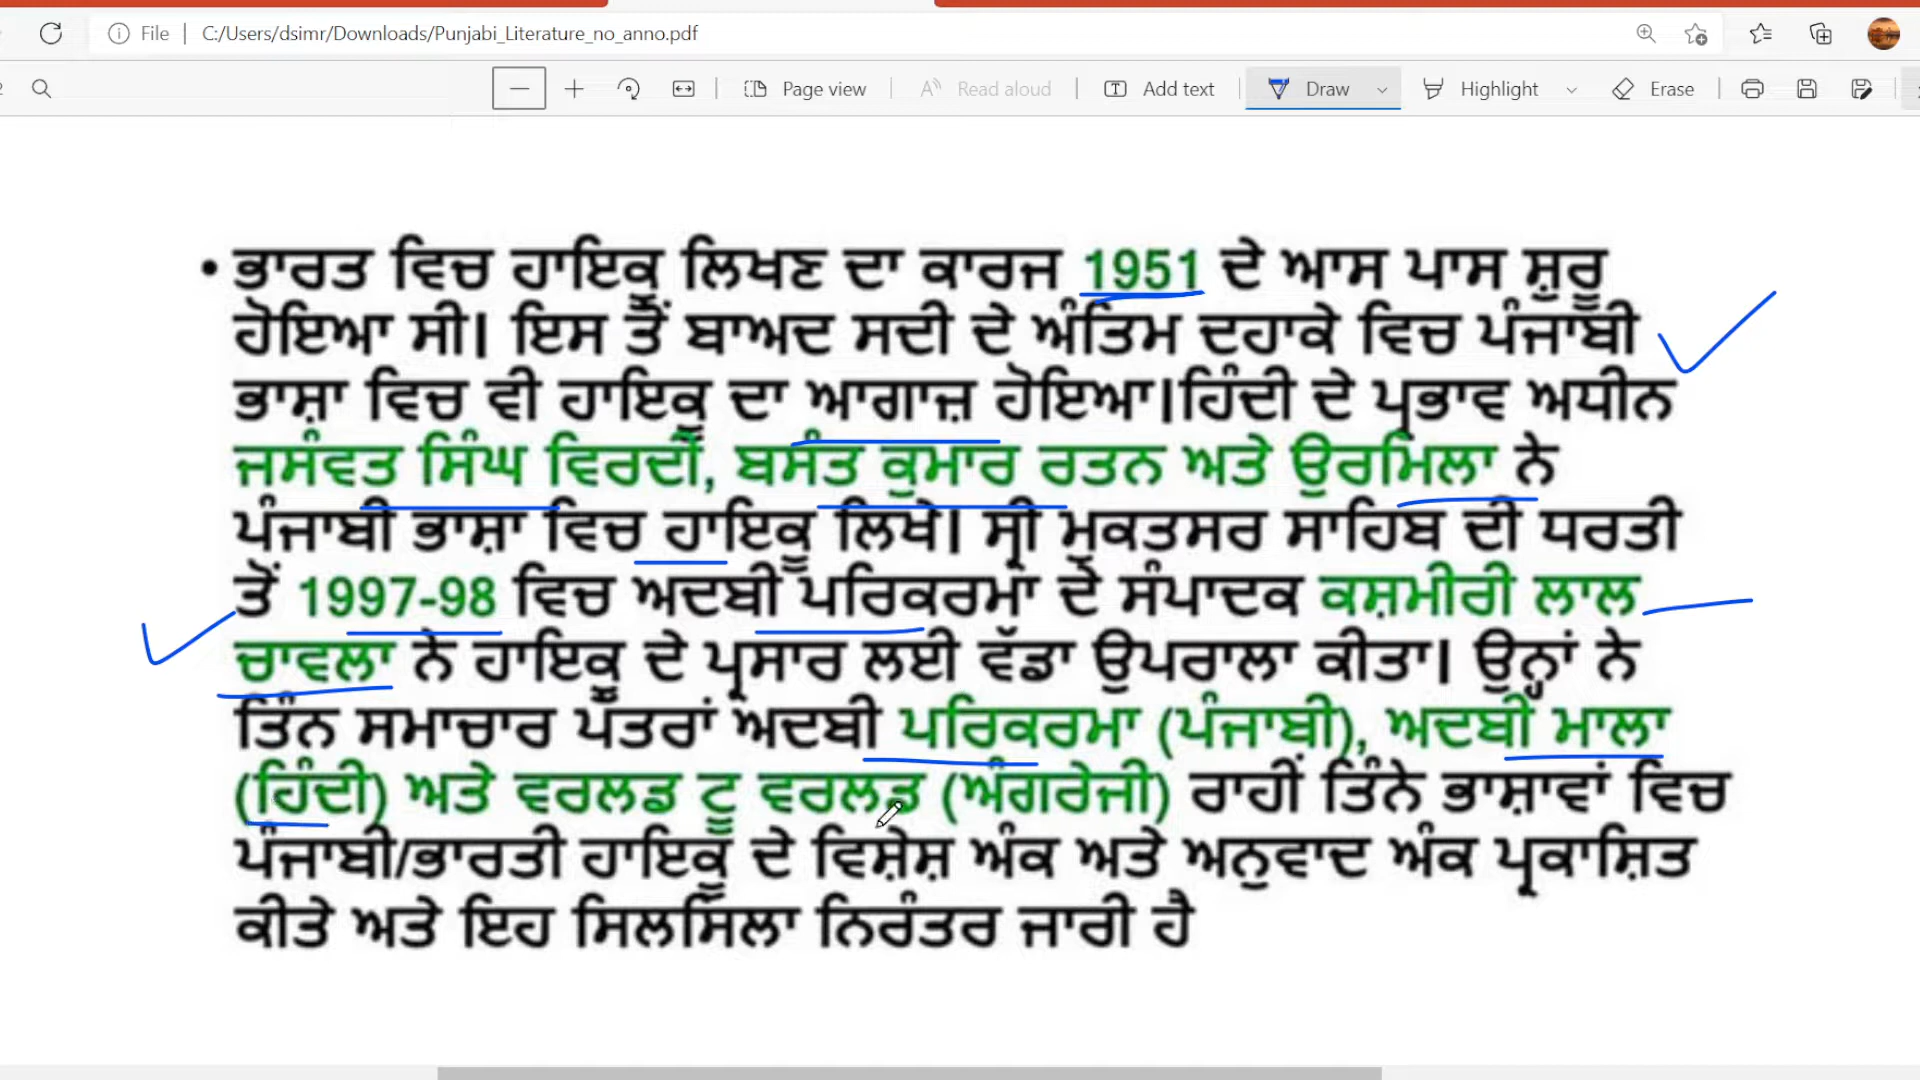 File | C:/Users/dsimr/Downloads/Punjabi_Literature_no_anno.pdf
Page view | Read aloud | Add text | Draw Highlight Erase
• ਭਾਰਤ ਵਿਚ ਹਾਇਕੂ ਲਿਖਣ ਦਾ ਕਾਰਜ 1951 ਦੇ ਆਸ ਪਾਸ ਸ਼ੁਰੂ
ਹੋਇਆ ਸੀ| ਇਸ ਤੋਂ ਬਾਅਦ ਸਦੀ ਦੇ ਅੰਤਿਮ ਦਹਾਕੇ ਵਿਚ ਪੰਜਾਬੀ
ਭਾਸ਼ਾ ਵਿਚ ਵੀ ਹਾਇਕੂ ਦਾ ਆਗਾਜ਼ ਹੋਇਆ|ਹਿੰਦੀ ਦੇ ਪ੍ਰਭਾਵ ਅਧੀਨ
ਜਸੰਵਤ ਸਿੰਘ ਵਿਰਦੀ, ਬਸੰਤ ਕੁਮਾਰ ਰਤਨ ਅਤੇ ਉਰਮਿਲਾ ਨੇ
ਪੰਜਾਬੀ ਭਾਸ਼ਾ ਵਿਚ ਹਾਇਕੂ ਲਿਖੇ| ਸ੍ਰੀ ਮੁਕਤਸਰ ਸਾਹਿਬ ਦੀ ਧਰਤੀ
ਤੋਂ 1997-98 ਵਿਚ ਅਦਬੀ ਪਰਿਕਰਮਾ ਦੇ ਸੰਪਾਦਕ ਕਸ਼ਮੀਰੀ ਲਾਲ
ਚਾਵਲਾ ਨੇ ਹਾਇਕੂ ਦੇ ਪ੍ਰਸਾਰ ਲਈ ਵੱਡਾ ਉਪਰਾਲਾ ਕੀਤਾ| ਉਨ੍ਹਾਂ ਨੇ
ਤਿੰਨ ਸਮਾਚਾਰ ਪੱਤਰਾਂ ਅਦਬੀ ਪਰਿਕਰਮਾ (ਪੰਜਾਬੀ), ਅਦਬੀ ਮਾਲਾ
(ਹਿੰਦੀ) ਅਤੇ ਵਰਲਡ ਟੂ ਵਰਲਡ (ਅੰਗਰੇਜੀ) ਰਾਹੀਂ ਤਿੰਨੇ ਭਾਸ਼ਾਵਾਂ ਵਿਚ
ਪੰਜਾਬੀ/ਭਾਰਤੀ ਹਾਇਕੂ ਦੇ ਵਿਸ਼ੇਸ਼ ਅੰਕ ਅਤੇ ਅਨੁਵਾਦ ਅੰਕ ਪ੍ਰਕਾਸ਼ਿਤ
ਕੀਤੇ ਅਤੇ ਇਹ ਸਿਲਸਿਲਾ ਨਿਰੰਤਰ ਜਾਰੀ ਹੈ